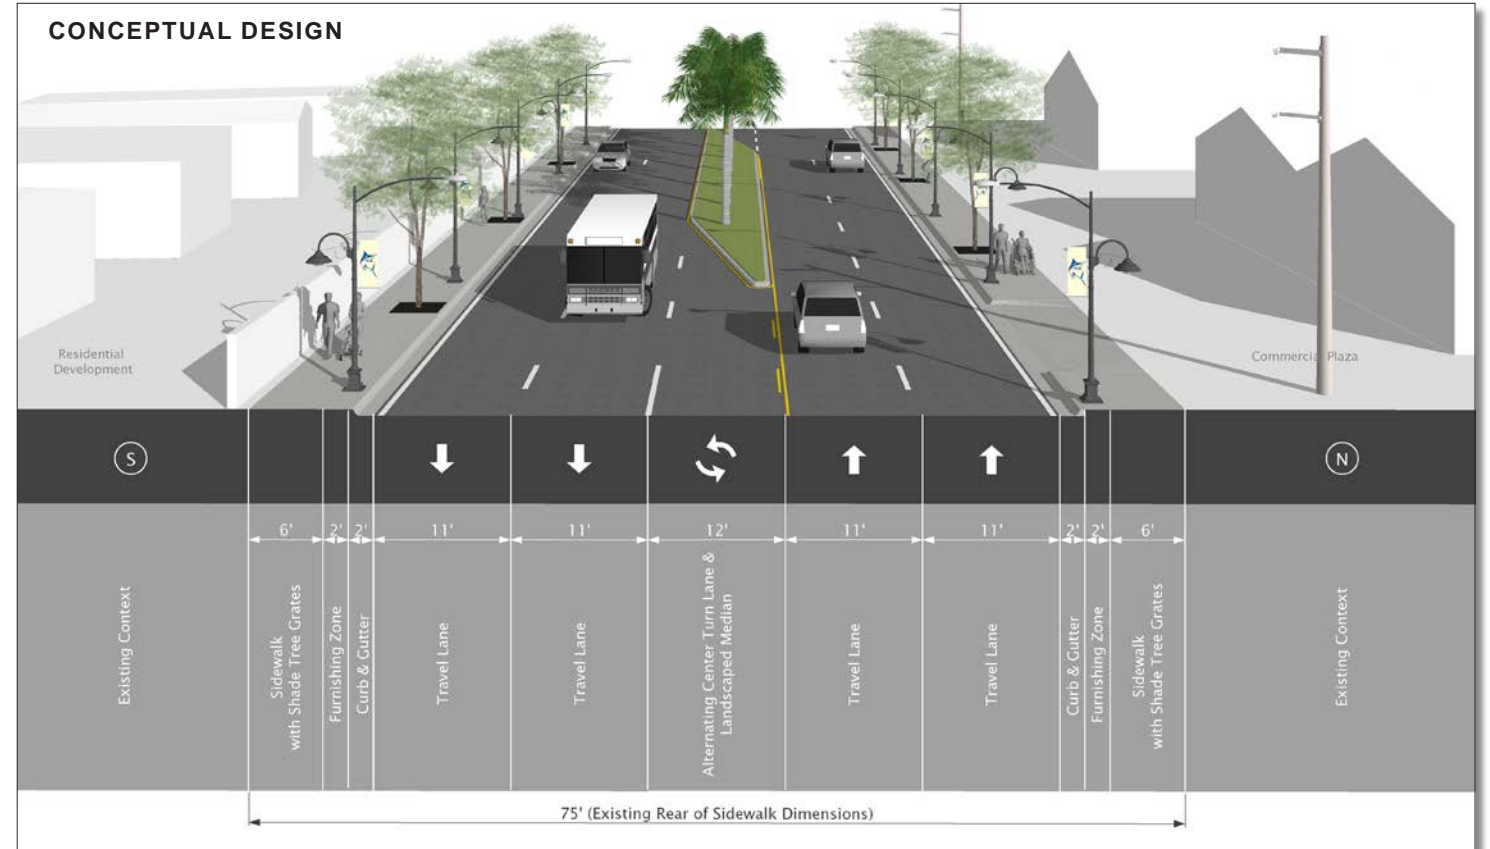 CONCEPTUAL DESIGN
Residential
Development
Commercial Plaza
S
N
6'
2'
2'
11'
11'
12'
11'
11'
2'
2'
6'
Existing Context
Sidewalk
with Shade Tree Grates
Furnishing Zone
Curb & Gutter
Travel Lane
Travel Lane
Alternating Center Turn Lane &
Landscaped Median
Travel Lane
Travel Lane
Curb & Gutter
Furnishing Zone
Sidewalk
with Shade Tree Grates
Existing Context
75' (Existing Rear of Sidewalk Dimensions)